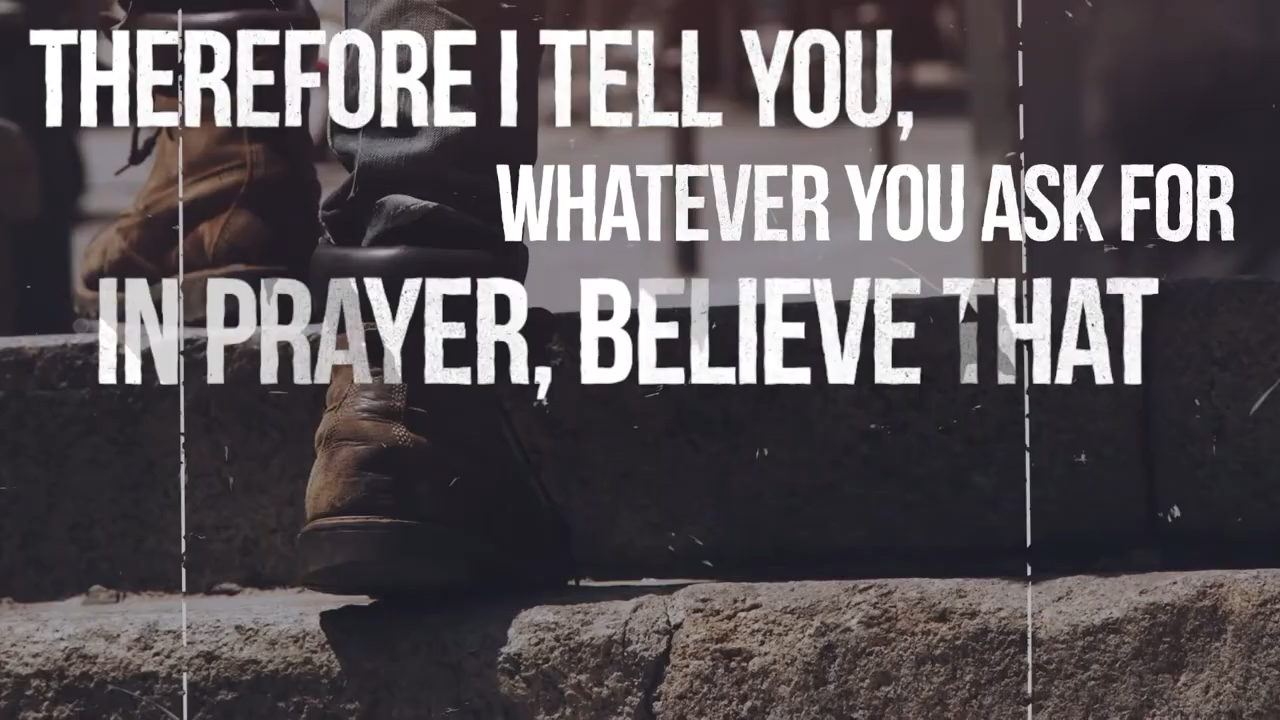 THEREFORE I TELL YOU,
WHATEVER YOU ASK FOR
IN PRAYER, BELIEVE THAT